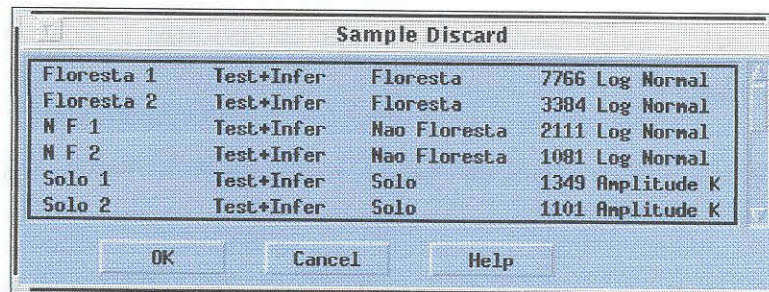 Sample Discard
Floresta 1 Test+Infer Floresta 7766 Log Normal
Floresta 2 Test+Infer Floresta 3384 Log Normal
N F 1 Test+Infer Nao Floresta 2111 Log Normal
N F 2 Test+Infer Nao Floresta 1081 Log Normal
Solo 1 Test+Infer Solo 1349 Amplitude K
Solo 2 Test+Infer Solo 1101 Amplitude K
OK Cancel Help